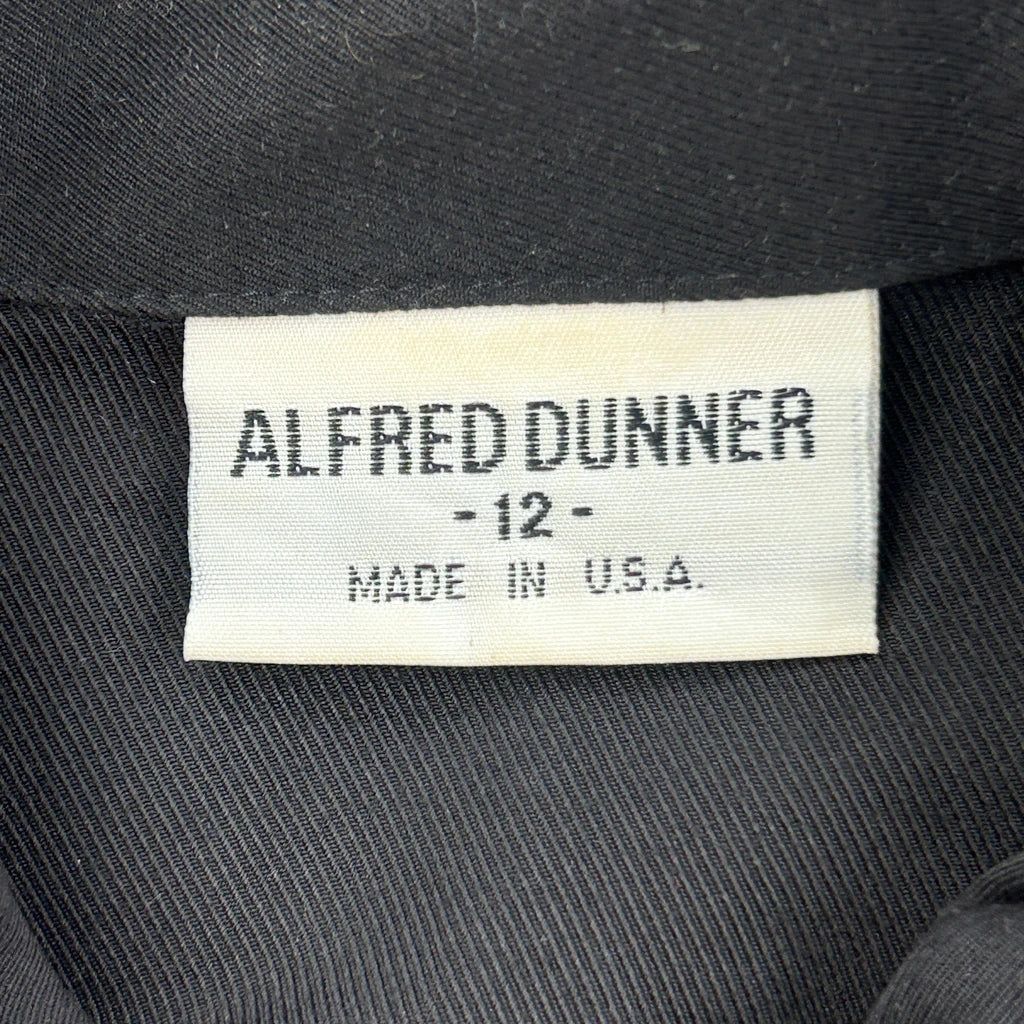 ALFRED DUNNER
- 12 -
MADE IN U.S.A.